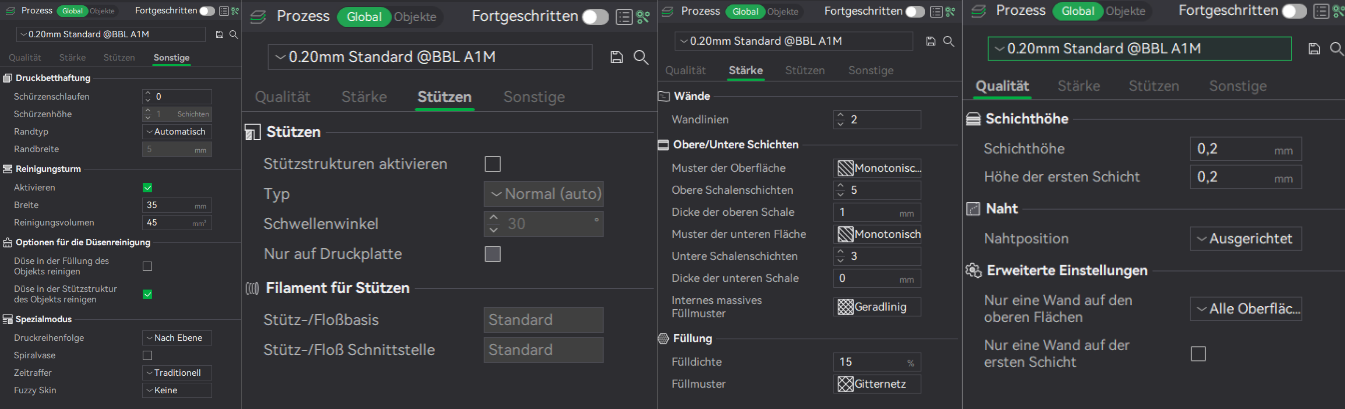 Prozess Global Objekte Fortgeschritten
0.20mm Standard @BBL A1M
Qualität Stärke Stützen Sonstige
Druckbetthaftung
Schürzenschlaufen 0
Schürzenhöhe 1 Schichten
Randtyp Automatisch
Randbreite 5 mm
Reinigungsturm
Aktivieren
Breite 35 mm
Reinigungsvolumen 45 mm³
Optionen für die Düsenreinigung
Düse in der Füllung des
Objekts reinigen
Düse in der Stützstruktur
des Objekts reinigen
Spezialmodus
Druckreihenfolge Nach Ebene
Spiralvase
Zeitraffer Traditionell
Fuzzy Skin Keine
Prozess Global Objekte Fortgeschritten
0.20mm Standard @BBL A1M
Qualität Stärke Stützen Sonstige
Stützen
Stützstrukturen aktivieren
Typ Normal (auto)
Schwellenwinkel 30 °
Nur auf Druckplatte
Filament für Stützen
Stütz-/Floßbasis Standard
Stütz-/Floß Schnittstelle Standard
Prozess Global Objekte Fortgeschritten
0.20mm Standard @BBL A1M
Qualität Stärke Stützen Sonstige
Wände
Wandlinien 2
Obere/Untere Schichten
Muster der Oberfläche Monotonisc...
Obere Schalenschichten 5
Dicke der oberen Schale 1 mm
Muster der unteren Fläche Monotonisch
Untere Schalenschichten 3
Dicke der unteren Schale 0 mm
Internes massives
Füllmuster Geradlinig
Füllung
Fülldichte 15 %
Füllmuster Gitternetz
Prozess Global Objekte Fortgeschritten
0.20mm Standard @BBL A1M
Qualität Stärke Stützen Sonstige
Schichthöhe
Schichthöhe 0,2 mm
Höhe der ersten Schicht 0,2 mm
Naht
Nahtposition Ausgerichtet
Erweiterte Einstellungen
Nur eine Wand auf den
oberen Flächen Alle Oberfläc...
Nur eine Wand auf der
ersten Schicht